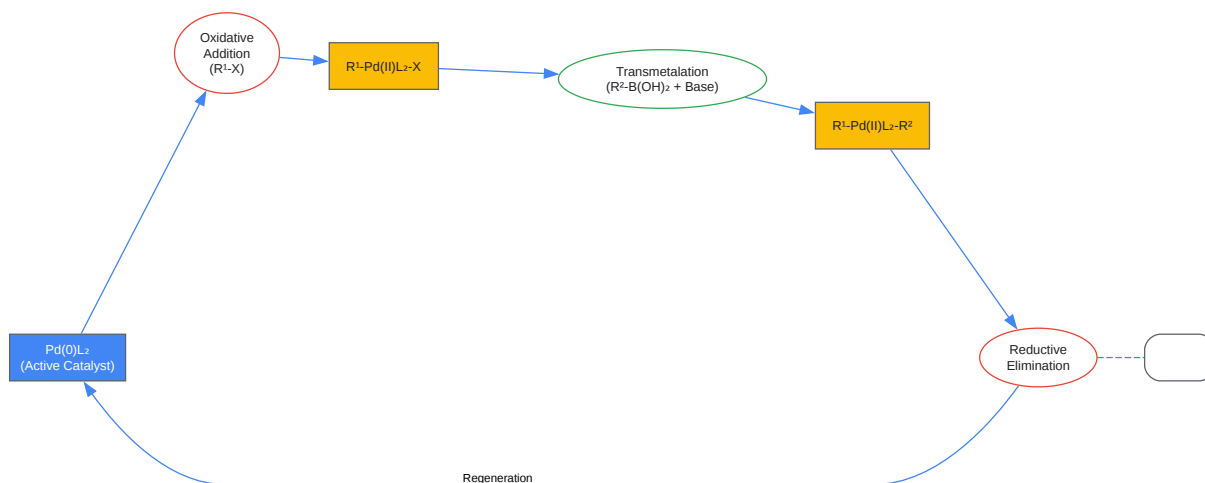 Oxidative
Addition
(R¹-X)
R¹-Pd(II)L₂-X
Transmetalation
(R²-B(OH)₂ + Base)
R¹-Pd(II)L₂-R²
Pd(0)L₂
(Active Catalyst)
Reductive
Elimination
Regeneration